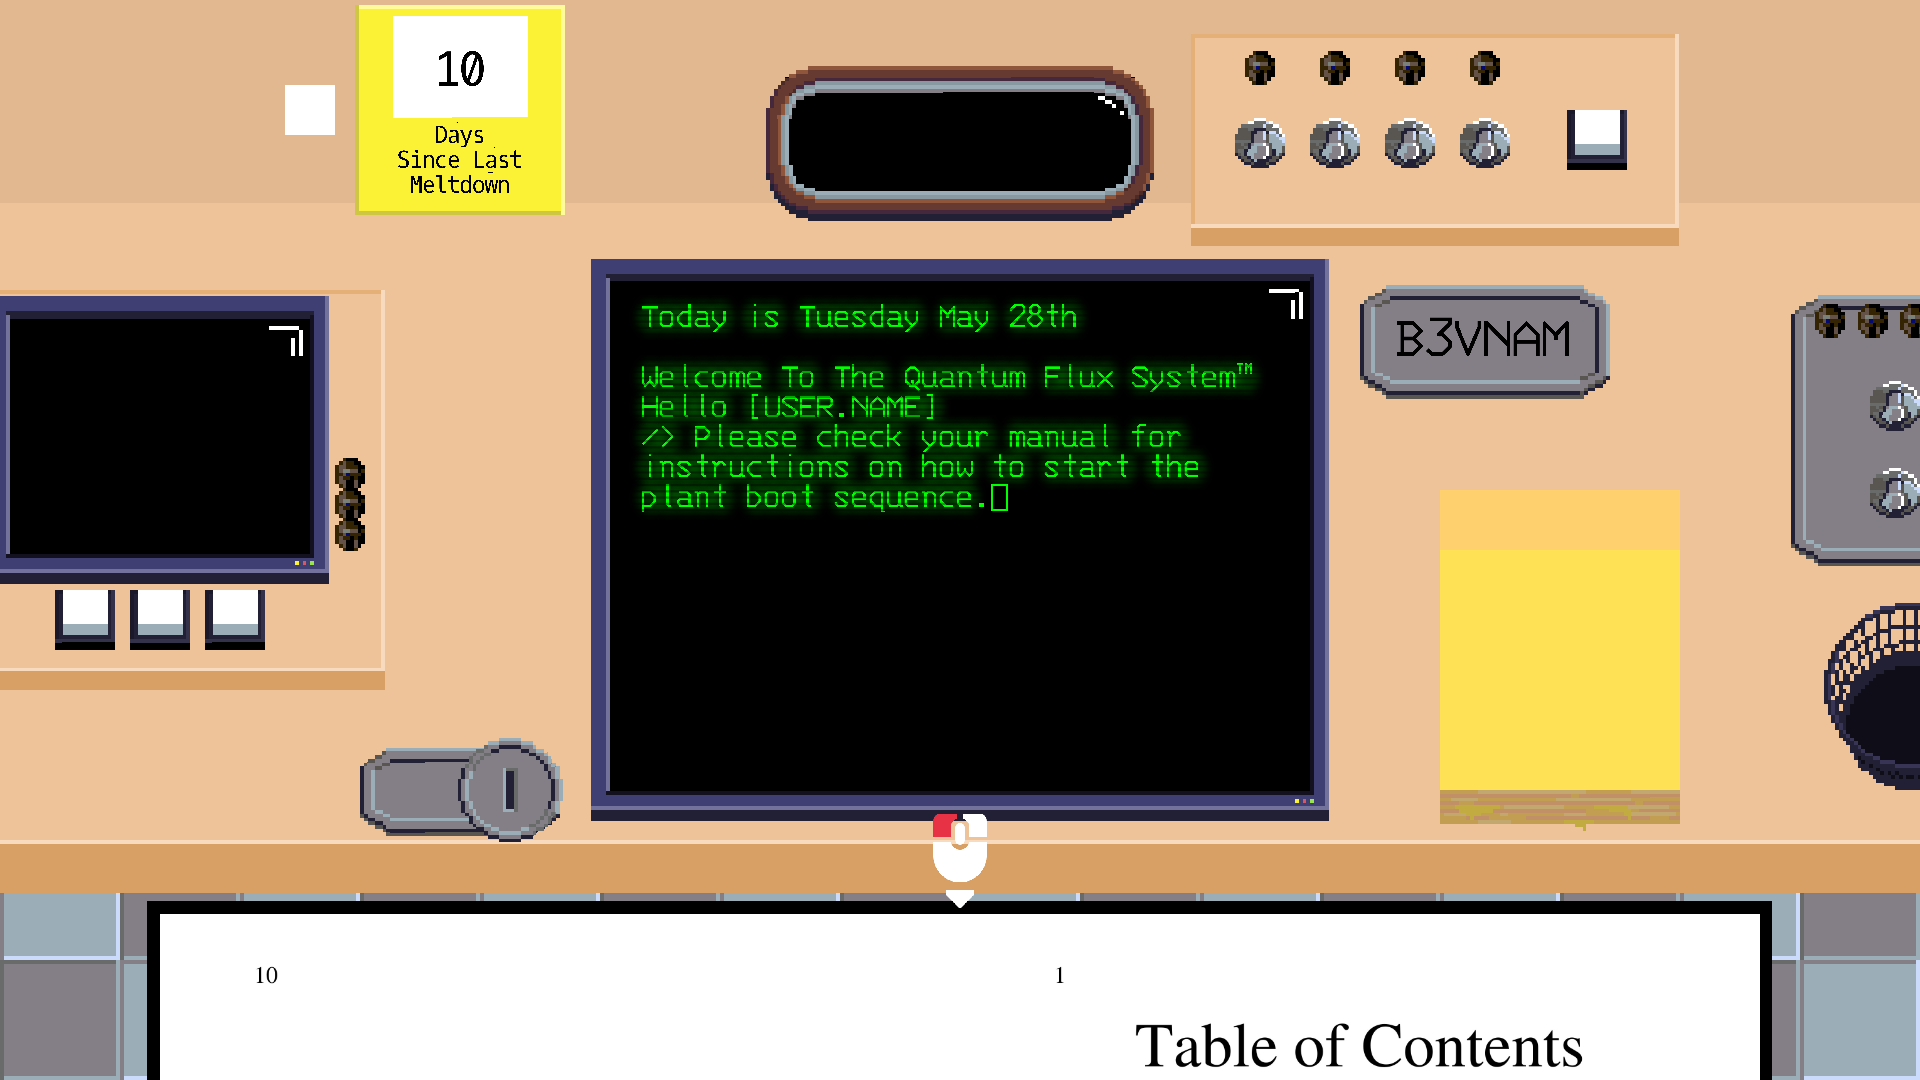 10
Days
Since Last
Meltdown
Today is Tuesday May 28th
Welcome To The Quantum Flux System™
Hello [USER.NAME]
/> Please check your manual for
instructions on how to start the
plant boot sequence.
B3VNAM
10
1
Table of Contents